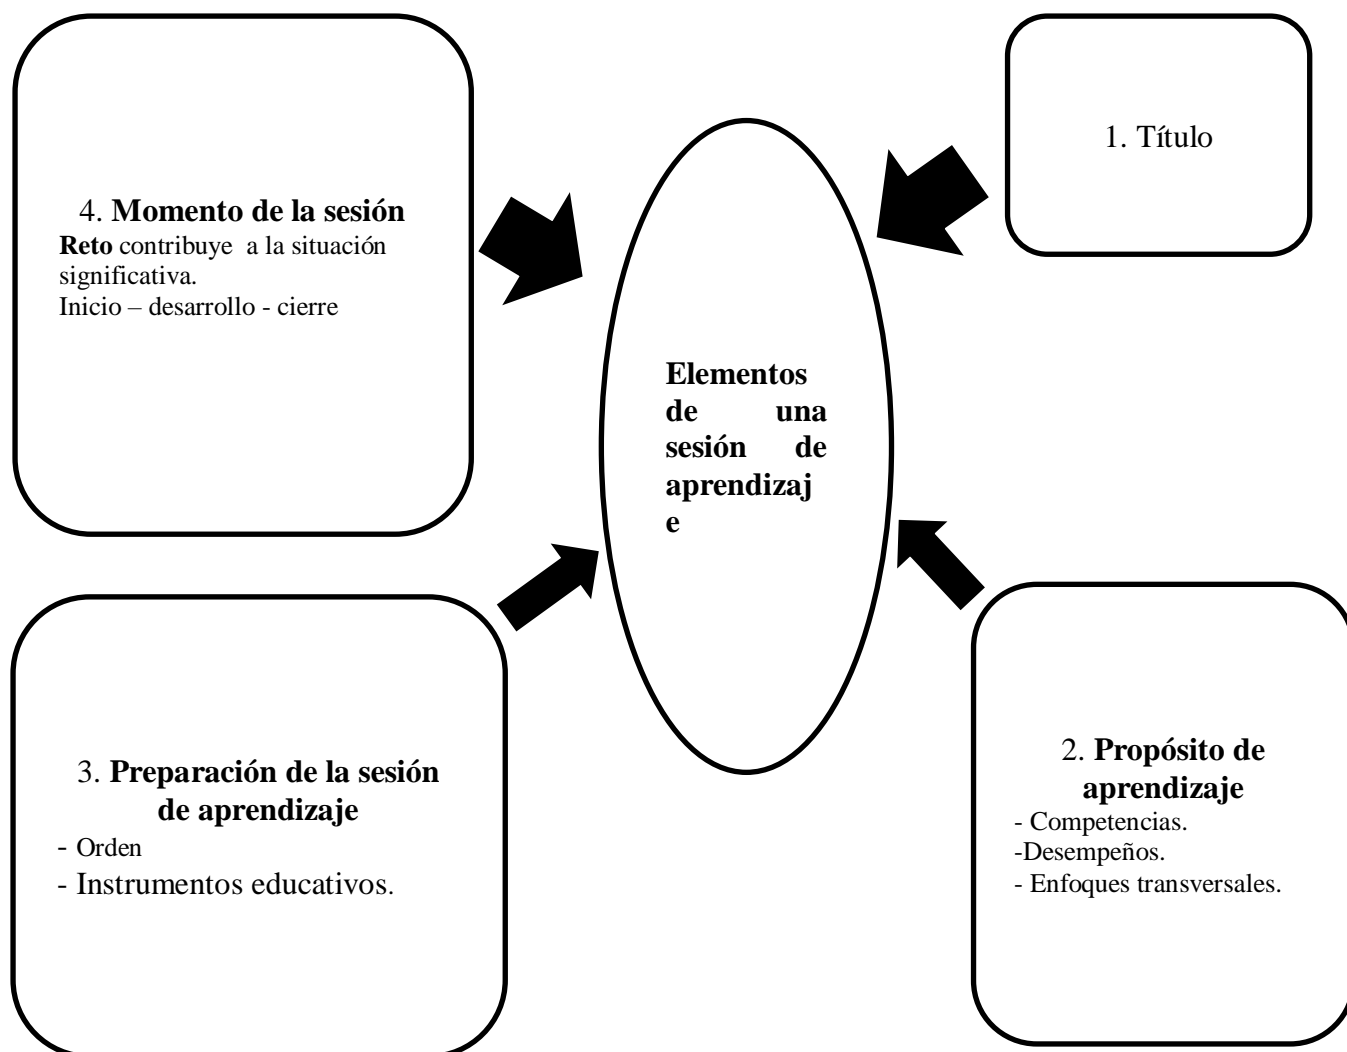 4. Momento de la sesión
Reto contribuye  a la situación
significativa.
Inicio – desarrollo - cierre
1. Título
Elementos
de una
sesión de
aprendizaj
e
3. Preparación de la sesión
de aprendizaje
- Orden
- Instrumentos educativos.
2. Propósito de
aprendizaje
- Competencias.
-Desempeños.
- Enfoques transversales.